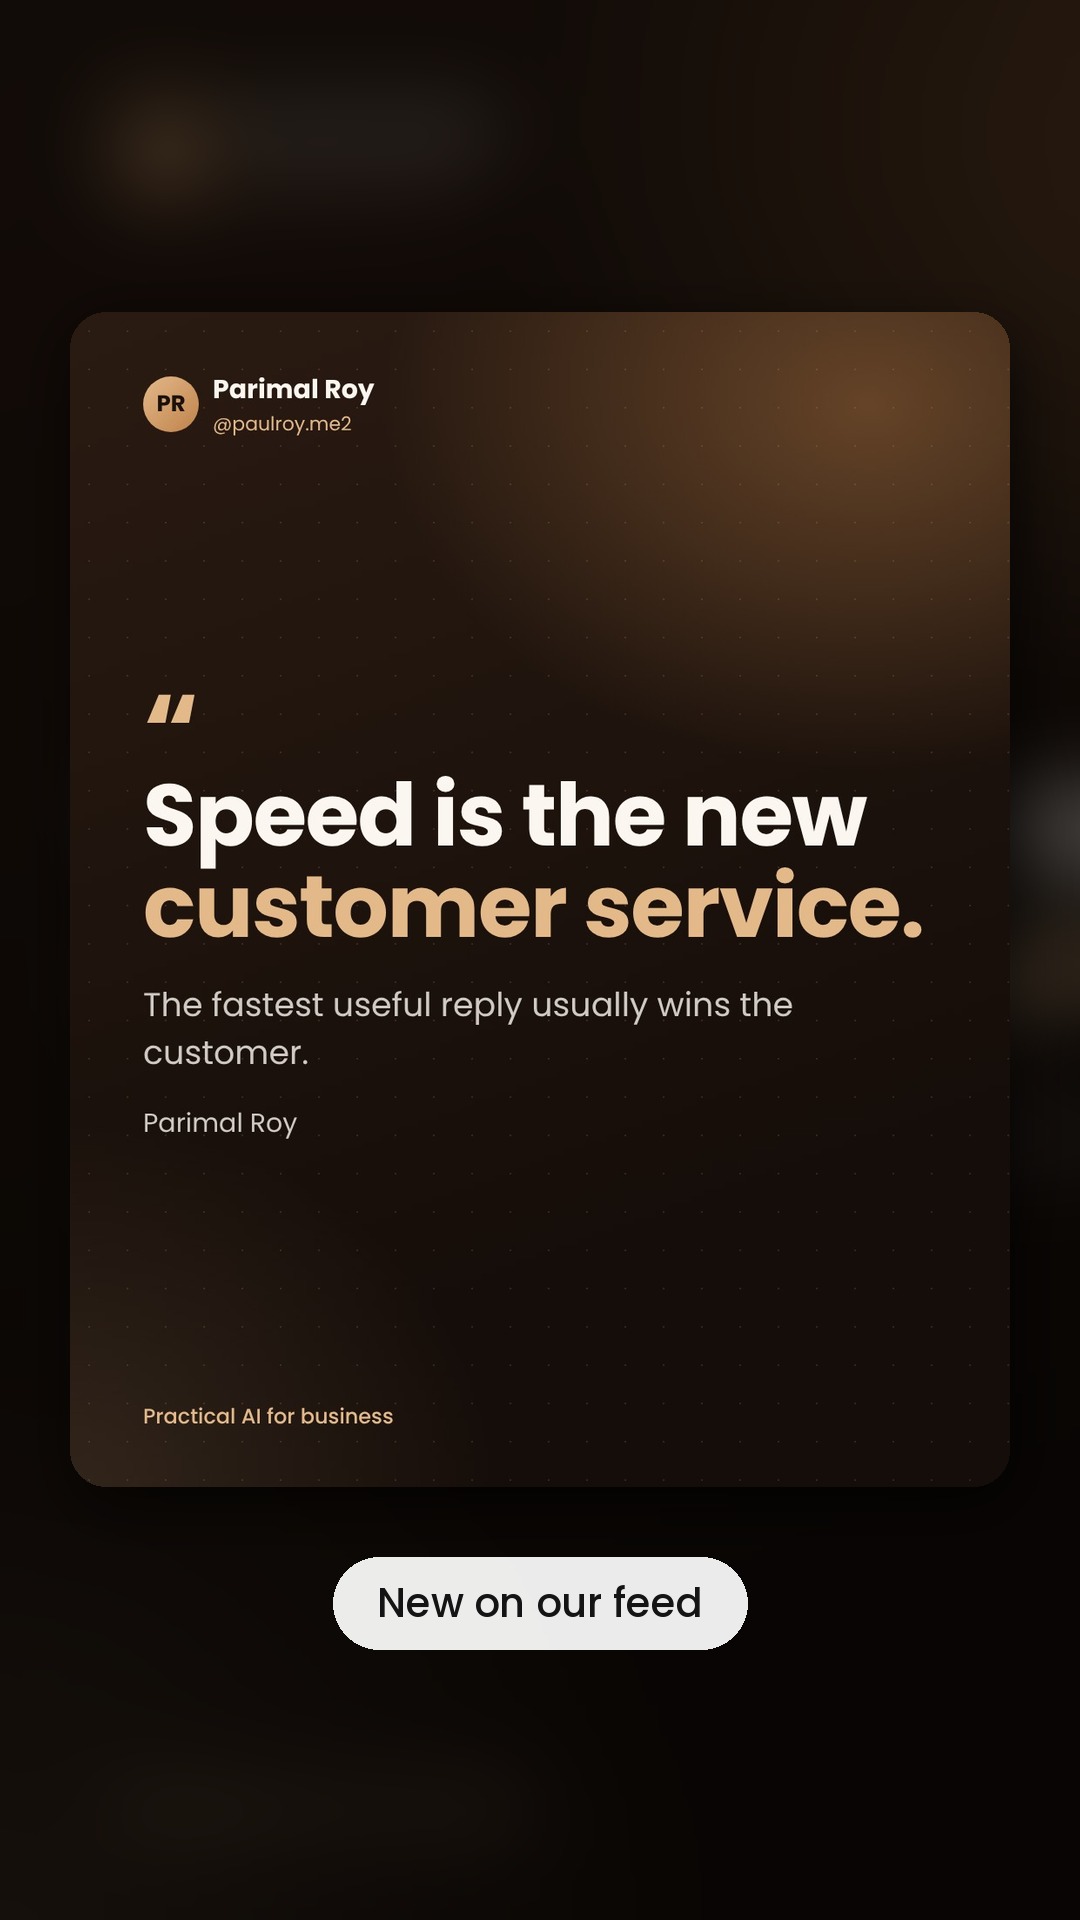 PR
Parimal Roy
@paulroy.me2
“
Speed is the new
customer service.
The fastest useful reply usually wins the
customer.
Parimal Roy
Practical AI for business
New on our feed